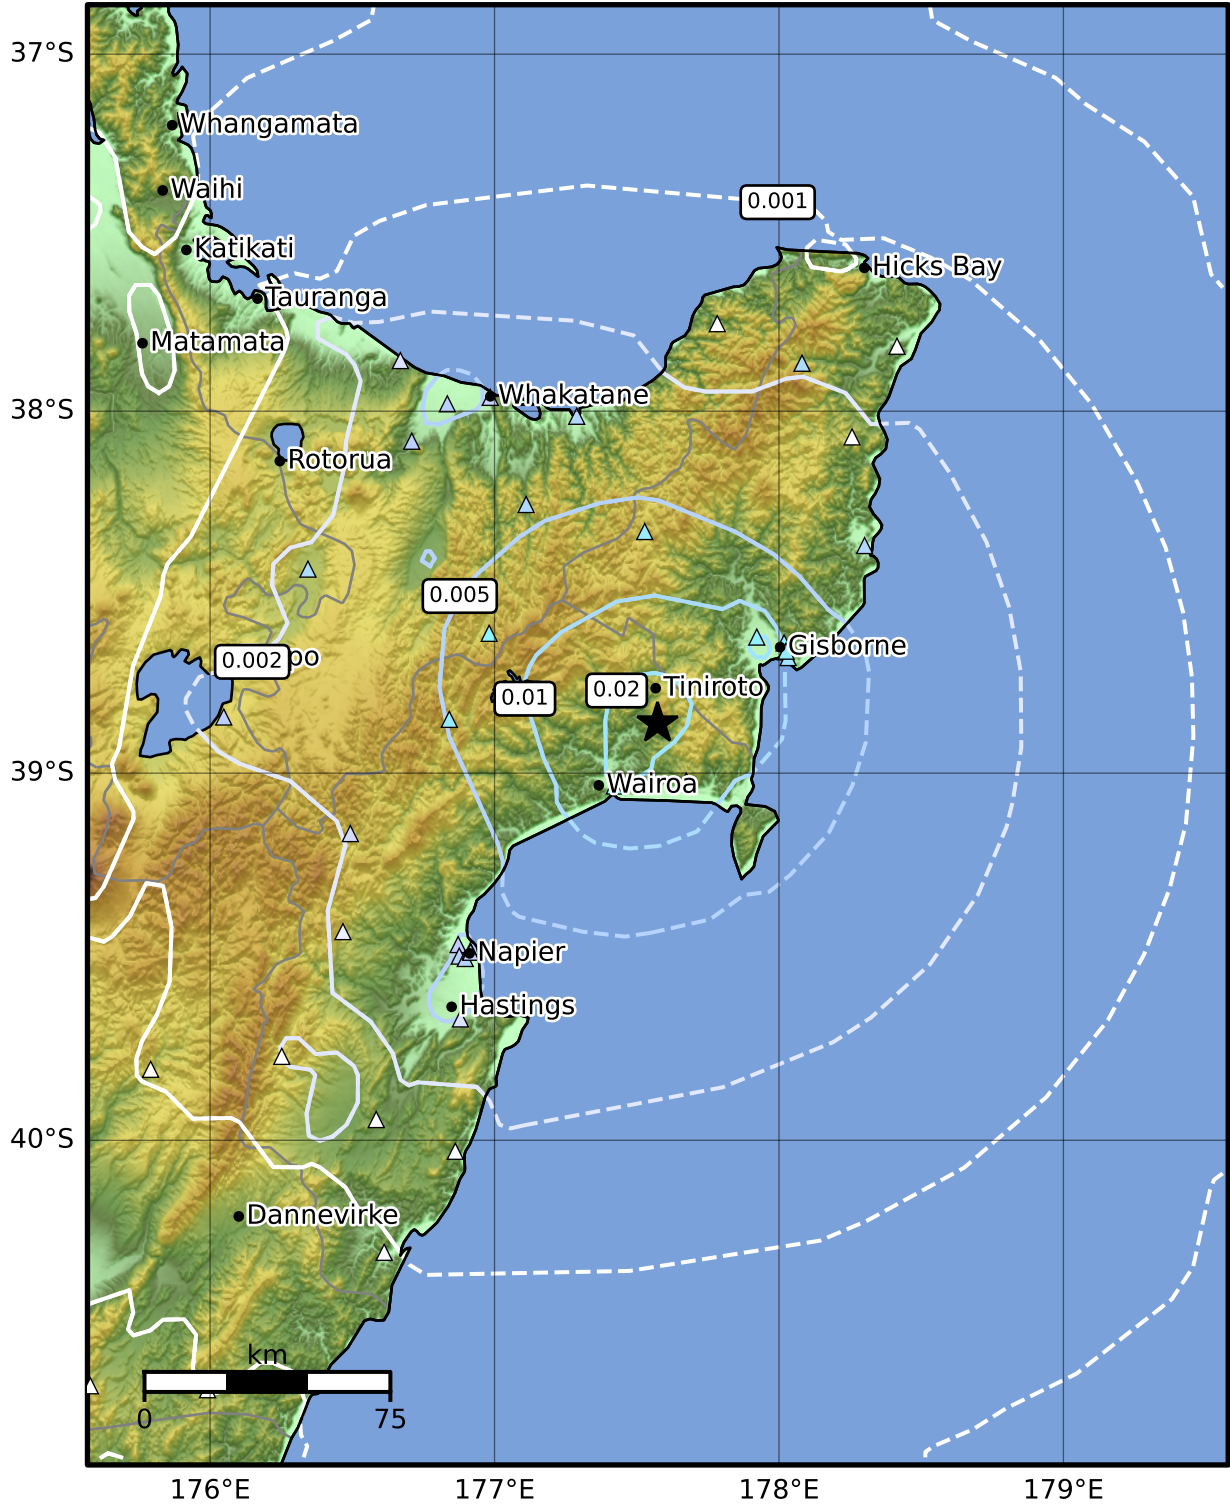 37°S
Whangamata
Waihi
0.001
Katikati
Hicks Bay
Tauranga
Matamata
Whakatane
38°S
Rotorua
0.005
Gisborne
0.002
po
Tiniroto
0.02
0.01
39°S
Wairoa
Napier
Hastings
40°S
Dannevirke
km
0
75
176°E
177°E
178°E
179°E